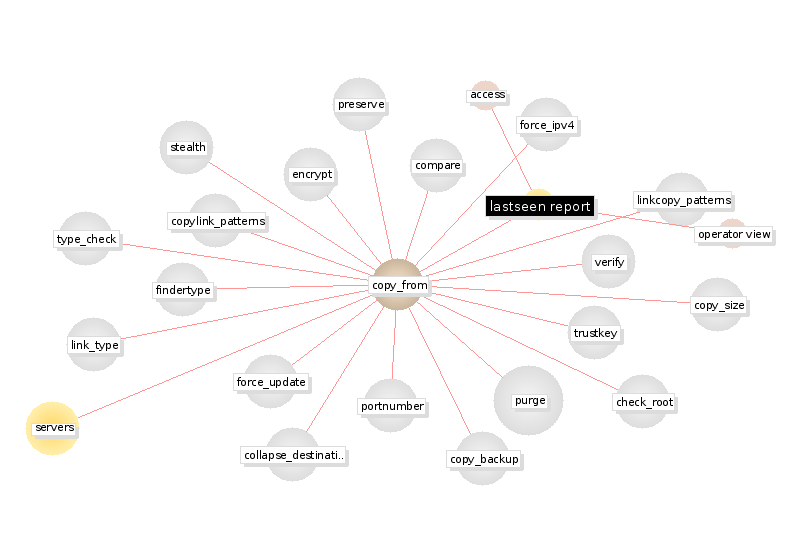 preserve
access
force_ipv4
stealth
encrypt
compare
linkcopy_patterns
lastseen report
copylink_patterns
type_check
operator view
verify
findertype
copy_from
copy_size
link_type
trustkey
force_update
portnumber
purge
check_root
servers
collapse_destinati..
copy_backup